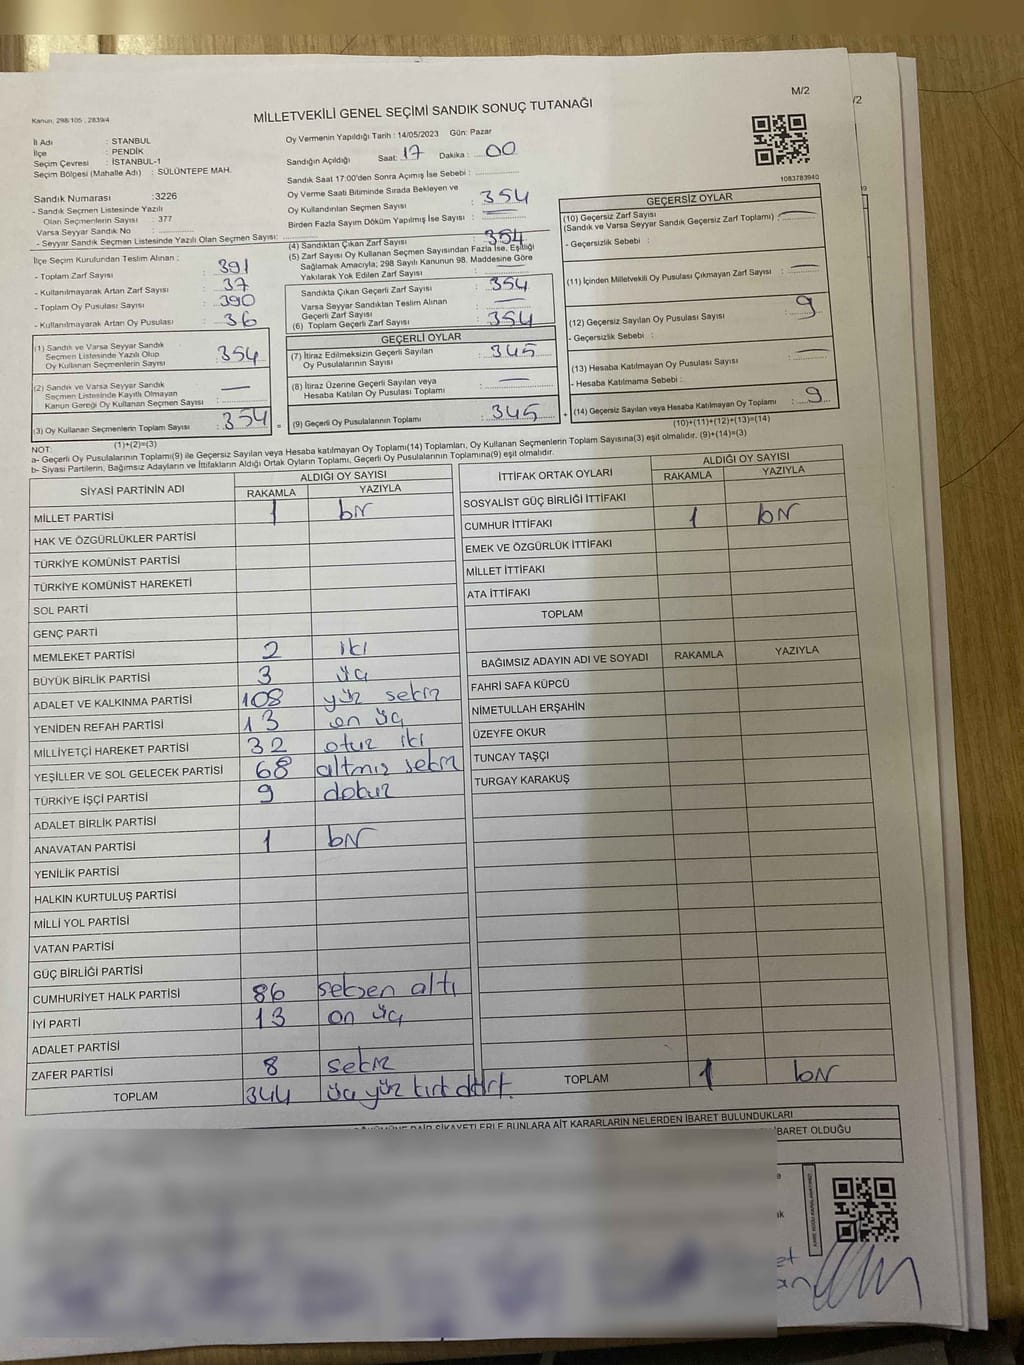 M/2
/2
Kanun, 298/105 , 2839/4
MİLLETVEKİLİ GENEL SEÇİMİ SANDIK SONUÇ TUTANAĞI
İl Adı : STANBUL
İlçe : PENDİK
Seçim Çevresi : İSTANBUL-1
Seçim Bölgesi (Mahalle Adı) : SÜLÜNTEPE MAH.
Sandık Numarası :3226
- Sandık Seçmen Listesinde Yazılı
Olan Seçmenlerin Sayısı : 377
Varsa Seyyar Sandık No :
- Seyyar Sandık Seçmen Listesinde Yazılı Olan Seçmen Sayısı:
Oy Vermenin Yapıldığı Tarih : 14/05/2023 Gün: Pazar
Sandığın Açıldığı Saat: 17 Dakika : 00
Sandık Saat 17:00'den Sonra Açımış İse Sebebi :
Oy Verme Saati Bitiminde Sırada Bekleyen ve
Oy Kullandırılan Seçmen Sayısı : 354
Birden Fazla Sayım Döküm Yapılmış İse Sayısı :
1083783940
İlçe Seçim Kurulundan Teslim Alınan ;
- Toplam Zarf Sayısı : 391
- Kullanılmayarak Artan Zarf Sayısı : 37
- Toplam Oy Pusulası Sayısı : 390
- Kullanılmayarak Artan Oy Pusulası : 36
(1) Sandık ve Varsa Seyyar Sandık
Seçmen Listesinde Yazılı Olup
Oy Kullanan Seçmenlerin Sayısı : 354
(2) Sandık ve Varsa Seyyar Sandık
Seçmen Listesinde Kayıtlı Olmayan
Kanun Gereği Oy Kullanan Seçmen Sayısı : —
(3) Oy Kullanan Seçmenlerin Toplam Sayısı : 354
(1)+(2)=(3)
(4) Sandıktan Çıkan Zarf Sayısı : 354
(5) Zarf Sayısı Oy Kullanan Seçmen Sayısından Fazla İse, Eşitliği
Sağlamak Amacıyla; 298 Sayılı Kanunun 98. Maddesine Göre
Yakılarak Yok Edilen Zarf Sayısı : —
Sandıkta Çıkan Geçerli Zarf Sayısı : 354
Varsa Seyyar Sandıktan Teslim Alınan
Geçerli Zarf Sayısı : —
(6) Toplam Geçerli Zarf Sayısı : 354
GEÇERLİ OYLAR
(7) İtiraz Edilmeksizin Geçerli Sayılan
Oy Pusulalarının Sayısı : 345
(8) İtiraz Üzerine Geçerli Sayılan veya
Hesaba Katılan Oy Pusulası Toplamı : —
= (9) Geçerli Oy Pusulalarının Toplamı : 345
GEÇERSİZ OYLAR
(10) Geçersiz Zarf Sayısı
(Sandık ve Varsa Seyyar Sandık Geçersiz Zarf Toplamı) : —
- Geçersizlik Sebebi :
(11) İçinden Milletvekili Oy Pusulası Çıkmayan Zarf Sayısı : —
(12) Geçersiz Sayılan Oy Pusulası Sayısı : 9
- Geçersizlik Sebebi :
(13) Hesaba Katılmayan Oy Pusulası Sayısı : —
- Hesaba Katılmama Sebebi :
+ (14) Geçersiz Sayılan veya Hesaba Katılmayan Oy Toplamı : 9
(10)+(11)+(12)+(13)=(14)
NOT:
a- Geçerli Oy Pusulalarının Toplamı(9) ile Geçersiz Sayılan veya Hesaba katılmayan Oy Toplamı(14) Toplamları, Oy Kullanan Seçmenlerin Toplam Sayısına(3) eşit olmalıdır. (9)+(14)=(3)
b- Siyasi Partilerin, Bağımsız Adayların ve İttifakların Aldığı Ortak Oyların Toplamı, Geçerli Oy Pusulalarının Toplamına(9) eşit olmalıdır.
SİYASİ PARTİNİN ADI ALDIĞI OY SAYISI
RAKAMLA YAZIYLA
MİLLET PARTİSİ 1 bir
HAK VE ÖZGÜRLÜKLER PARTİSİ
TÜRKİYE KOMÜNİST PARTİSİ
TÜRKİYE KOMÜNİST HAREKETİ
SOL PARTİ
GENÇ PARTİ
MEMLEKET PARTİSİ 2 iki
BÜYÜK BİRLİK PARTİSİ 3 üç
ADALET VE KALKINMA PARTİSİ 108 yüz sekiz
YENİDEN REFAH PARTİSİ 13 on üç
MİLLİYETÇİ HAREKET PARTİSİ 32 otuz iki
YEŞİLLER VE SOL GELECEK PARTİSİ 68 altmış sekiz
TÜRKİYE İŞÇİ PARTİSİ 9 dokuz
ADALET BİRLİK PARTİSİ
ANAVATAN PARTİSİ 1 bir
YENİLİK PARTİSİ
HALKIN KURTULUŞ PARTİSİ
MİLLİ YOL PARTİSİ
VATAN PARTİSİ
GÜÇ BİRLİĞİ PARTİSİ
CUMHURİYET HALK PARTİSİ 86 seksen altı
İYİ PARTİ 13 on üç
ADALET PARTİSİ
ZAFER PARTİSİ 8 sekiz
TOPLAM 344 üç yüz kırk dört.
İTTİFAK ORTAK OYLARI ALDIĞI OY SAYISI
RAKAMLA YAZIYLA
SOSYALİST GÜÇ BİRLİĞİ İTTİFAKI
CUMHUR İTTİFAKI 1 bir
EMEK VE ÖZGÜRLÜK İTTİFAKI
MİLLET İTTİFAKI
ATA İTTİFAKI
TOPLAM
BAĞIMSIZ ADAYIN ADI VE SOYADI RAKAMLA YAZIYLA
FAHRİ SAFA KÜPCÜ
NİMETULLAH ERŞAHİN
ÜZEYFE OKUR
TUNCAY TAŞÇI
TURGAY KARAKUŞ
TOPLAM 1 bir
ŞİKAYETLERLE BUNLARA AİT KARARLARIN NELERDEN İBARET BULUNDUKLARI
İBARET OLDUĞU